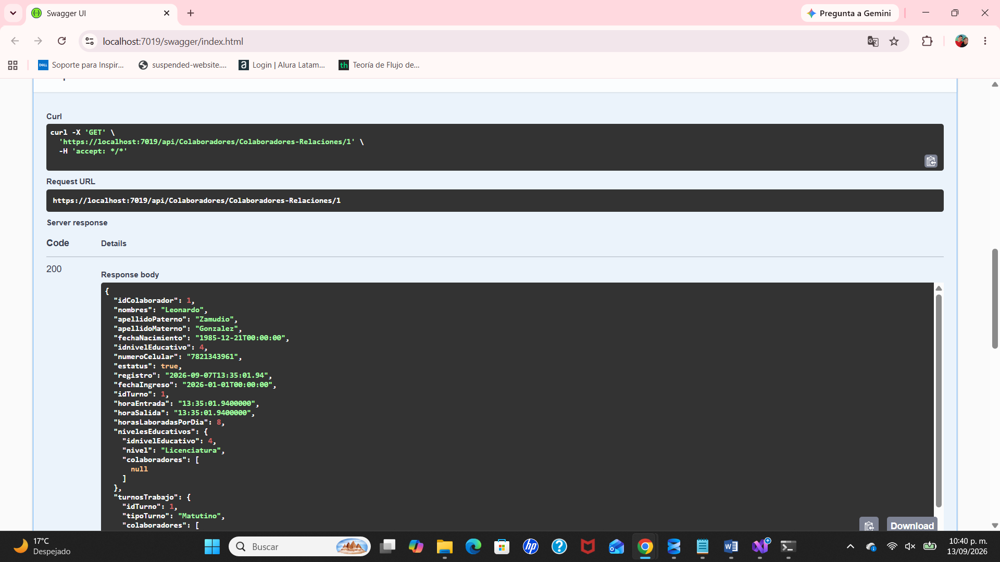 Swagger UI
Pregunta a Gemini
localhost:7019/swagger/index.html
Soporte para Inspir...
suspended-website....
Login | Alura Latam...
Teoría de Flujo de...
Curl
curl -X 'GET' \
'https://localhost:7019/api/Colaboradores/Colaboradores-Relaciones/1' \
-H 'accept: */*'
Request URL
https://localhost:7019/api/Colaboradores/Colaboradores-Relaciones/1
Server response
Code Details
200
Response body
{
"idColaborador": 1,
"nombres": "Leonardo",
"apellidoPaterno": "Zamudio",
"apellidoMaterno": "Gonzalez",
"fechaNacimiento": "1985-12-21T00:00:00",
"idnivelEducativo": 4,
"numeroCelular": "7821343961",
"estatus": true,
"registro": "2026-09-07T13:35:01.94",
"fechaIngreso": "2026-01-01T00:00:00",
"idTurno": 1,
"horaEntrada": "13:35:01.9400000",
"horaSalida": "13:35:01.9400000",
"horasLaboradasPorDia": 8,
"nivelesEducativos": {
"idnivelEducativo": 4,
"nivel": "Licenciatura",
"colaboradores": [
null
]
},
"turnosTrabajo": {
"idTurno": 1,
"tipoTurno": "Matutino",
"colaboradores": [
Download
17°C
Despejado
Buscar
10:40 p. m.
13/09/2026